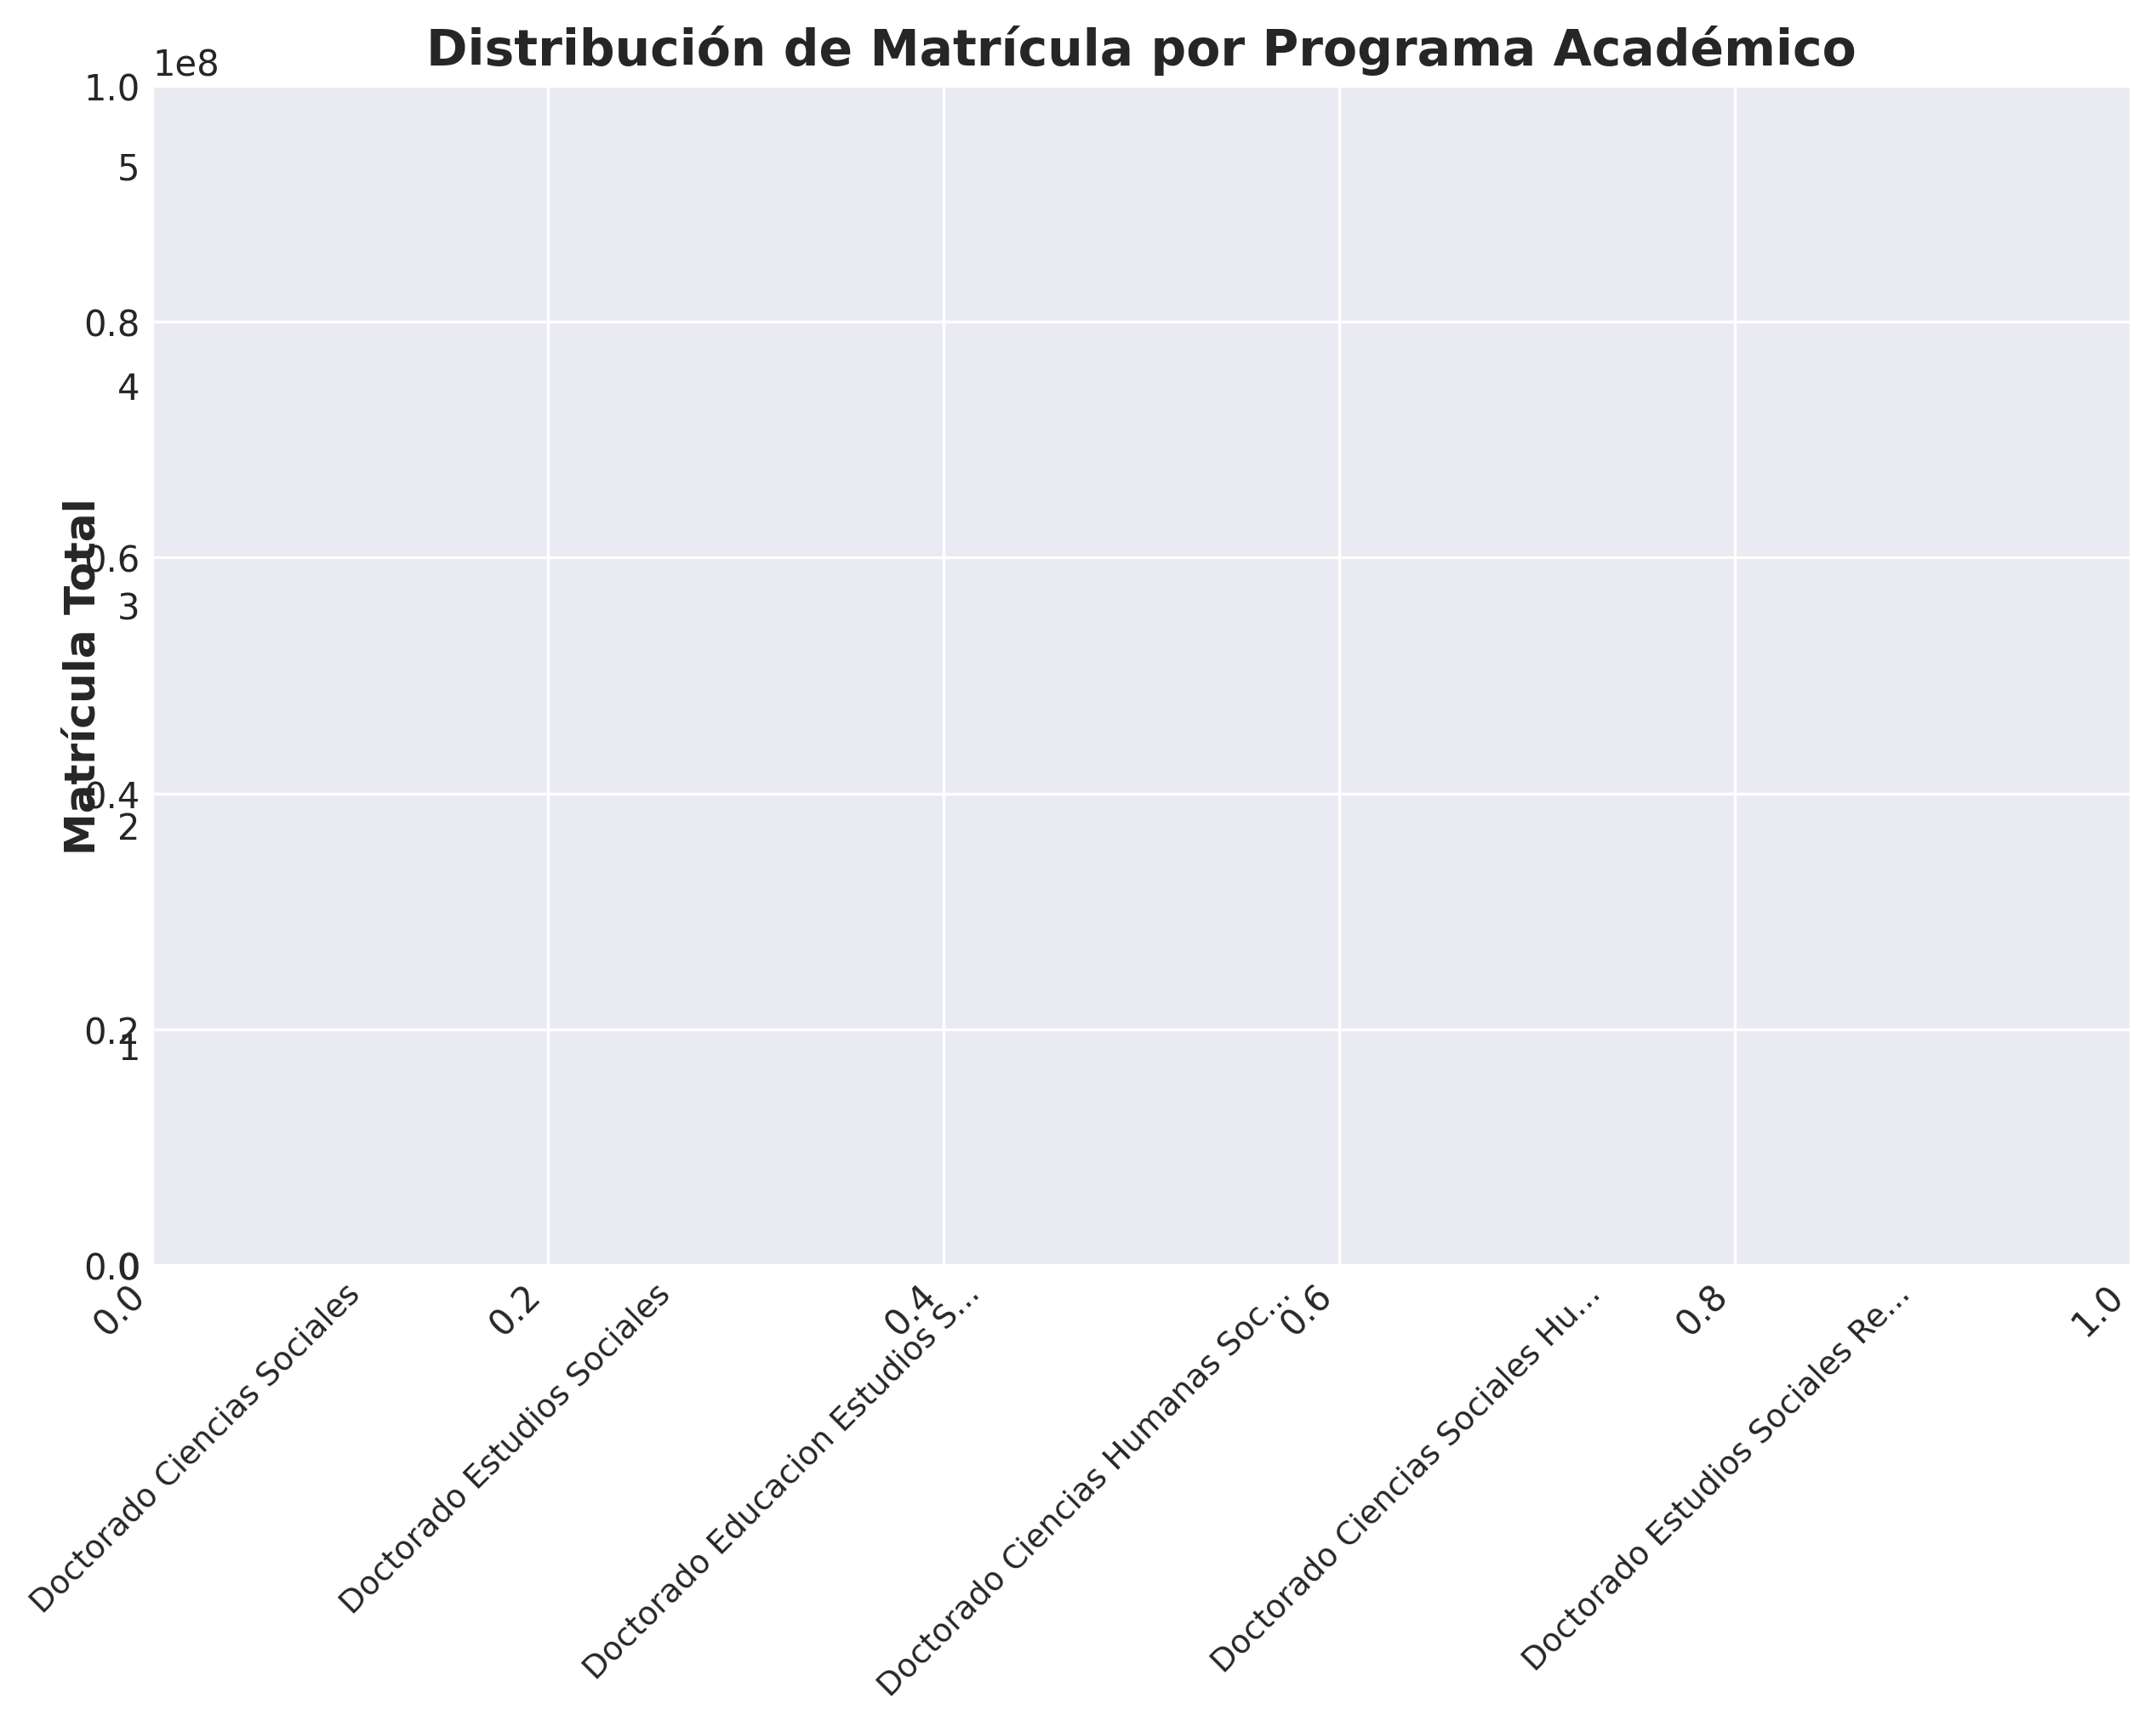 Distribución de Matrícula por Programa Académico
1e8
1.0
5
0.8
4
0.6
3
0.4
2
0.2
1
0.0
0
Matrícula Total
0.0
0.2
0.4
0.6
0.8
1.0
Doctorado Ciencias Sociales
Doctorado Estudios Sociales
Doctorado Educacion Estudios S...
Doctorado Ciencias Humanas Soc...
Doctorado Ciencias Sociales Hu...
Doctorado Estudios Sociales Re...